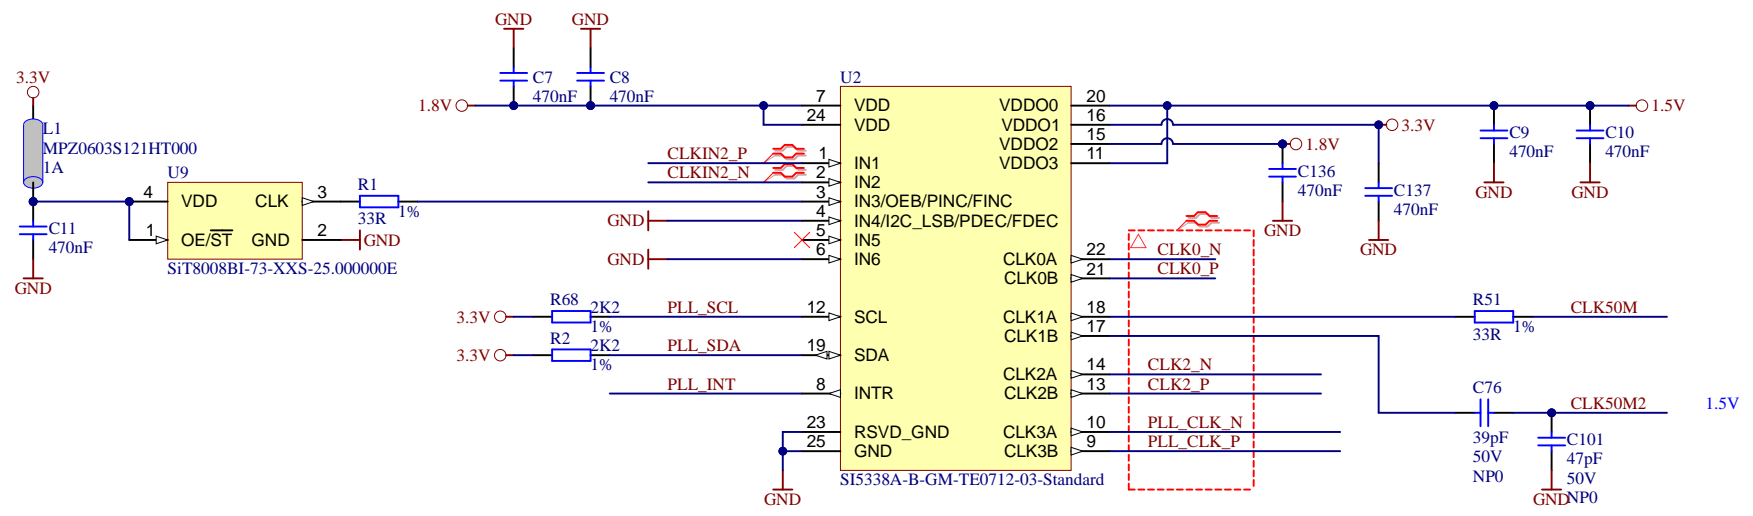 GND
GND
3.3V
C7
470nF
C8
470nF
1.8V
L1
MPZ0603S121HT000
1A
C11
470nF
GND
U9
4
VDD
CLK
3
1
OE/ST
GND
2
GND
SiT8008BI-73-XXS-25.000000E
R1
33R
1%
CLKIN2_P
CLKIN2_N
GND
GND
3.3V
R68
2K2
1%
PLL_SCL
3.3V
R2
2K2
1%
PLL_SDA
PLL_INT
GND
U2
7
VDD
24
VDD
1
IN1
2
IN2
3
IN3/OEB/PINC/FINC
4
IN4/I2C_LSB/PDEC/FDEC
5
IN5
6
IN6
12
SCL
19
SDA
8
INTR
23
RSVD_GND
25
GND
VDDO0
20
VDDO1
16
VDDO2
15
VDDO3
11
CLK0A
22
CLK0_N
CLK0B
21
CLK0_P
CLK1A
18
CLK1B
17
CLK2A
14
CLK2_N
CLK2B
13
CLK2_P
CLK3A
10
PLL_CLK_N
CLK3B
9
PLL_CLK_P
SI5338A-B-GM-TE0712-03-Standard
1.5V
3.3V
1.8V
C9
470nF
GND
C10
470nF
GND
C136
470nF
GND
C137
470nF
GND
R51
33R
1%
CLK50M
C76
39pF
50V
NP0
CLK50M2
1.5V
C101
47pF
50V
NP0
GND